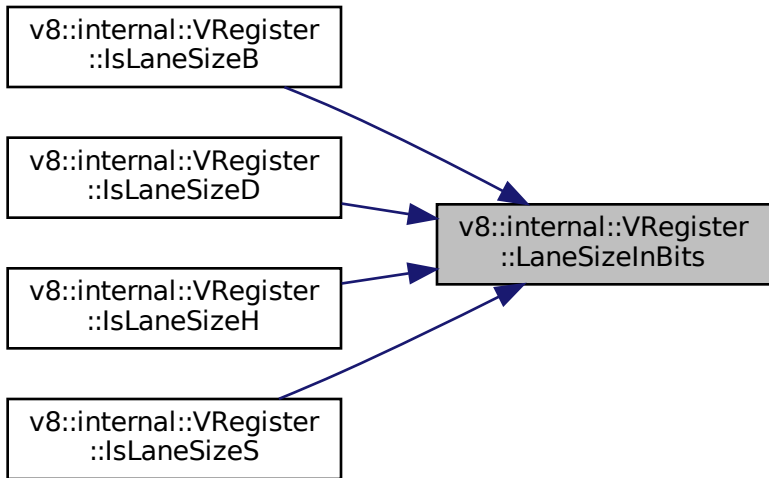 v8::internal::VRegister
::IsLaneSizeB
v8::internal::VRegister
::IsLaneSizeD
v8::internal::VRegister
::LaneSizeInBits
v8::internal::VRegister
::IsLaneSizeH
v8::internal::VRegister
::IsLaneSizeS